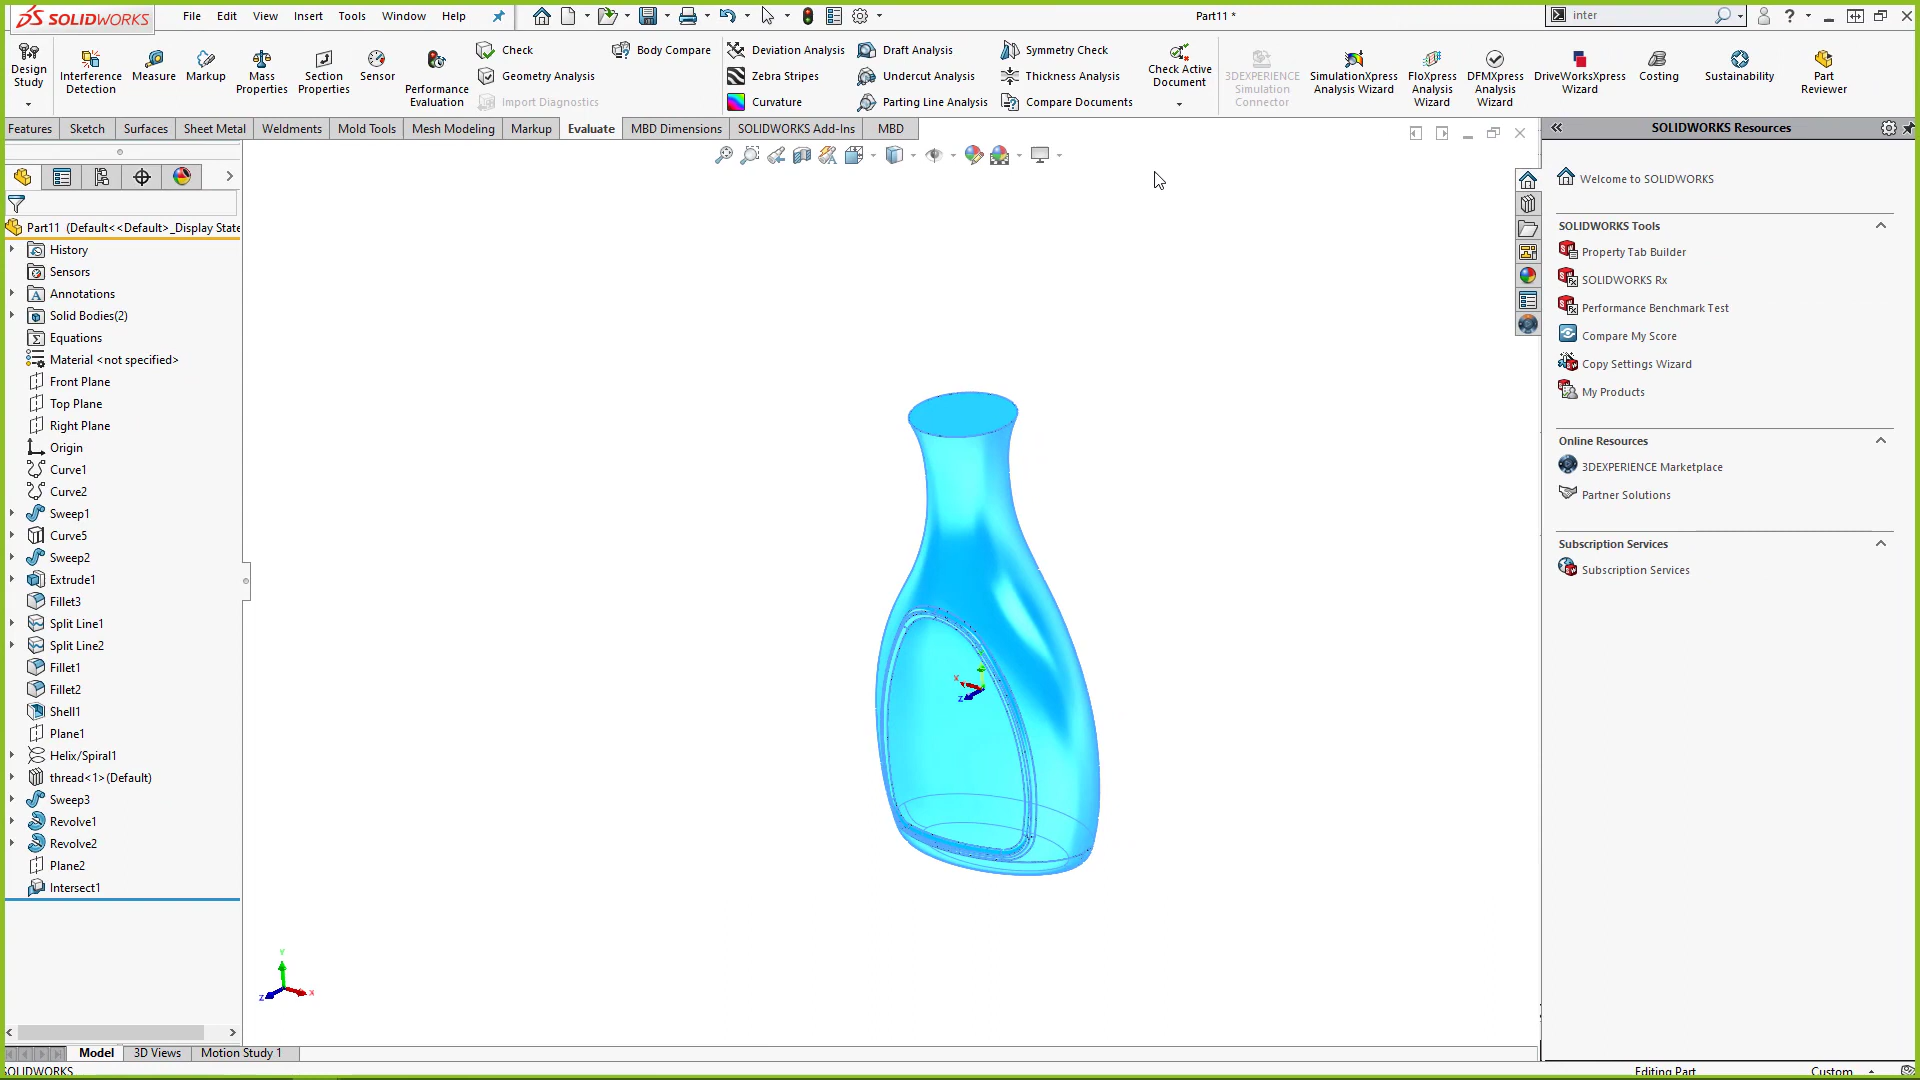 SOLIDWORKS File Edit View Insert Tools Window Help Part11 * inter
Design Study
Interference Detection
Measure
Markup
Mass Properties
Section Properties
Sensor
Performance Evaluation
Check
Geometry Analysis
Import Diagnostics
Body Compare
Deviation Analysis
Zebra Stripes
Curvature
Draft Analysis
Undercut Analysis
Parting Line Analysis
Symmetry Check
Thickness Analysis
Compare Documents
Check Active Document
3DEXPERIENCE Simulation Connector
SimulationXpress Analysis Wizard
FloXpress Analysis Wizard
DFMXpress Analysis Wizard
DriveWorksXpress Wizard
Costing
Sustainability
Part Reviewer
Features Sketch Surfaces Sheet Metal Weldments Mold Tools Mesh Modeling Markup Evaluate MBD Dimensions SOLIDWORKS Add-Ins MBD
Part11 (Default<<Default>_Display State
History
Sensors
Annotations
Solid Bodies(2)
Equations
Material <not specified>
Front Plane
Top Plane
Right Plane
Origin
Curve1
Curve2
Sweep1
Curve5
Sweep2
Extrude1
Fillet3
Split Line1
Split Line2
Fillet1
Fillet2
Shell1
Plane1
Helix/Spiral1
thread<1>(Default)
Sweep3
Revolve1
Revolve2
Plane2
Intersect1
x
z
Y
z
x
SOLIDWORKS Resources
Welcome to SOLIDWORKS
SOLIDWORKS Tools
Property Tab Builder
SOLIDWORKS Rx
Performance Benchmark Test
Compare My Score
Copy Settings Wizard
My Products
Online Resources
3DEXPERIENCE Marketplace
Partner Solutions
Subscription Services
Subscription Services
Model 3D Views Motion Study 1
SOLIDWORKS Editing Part Custom